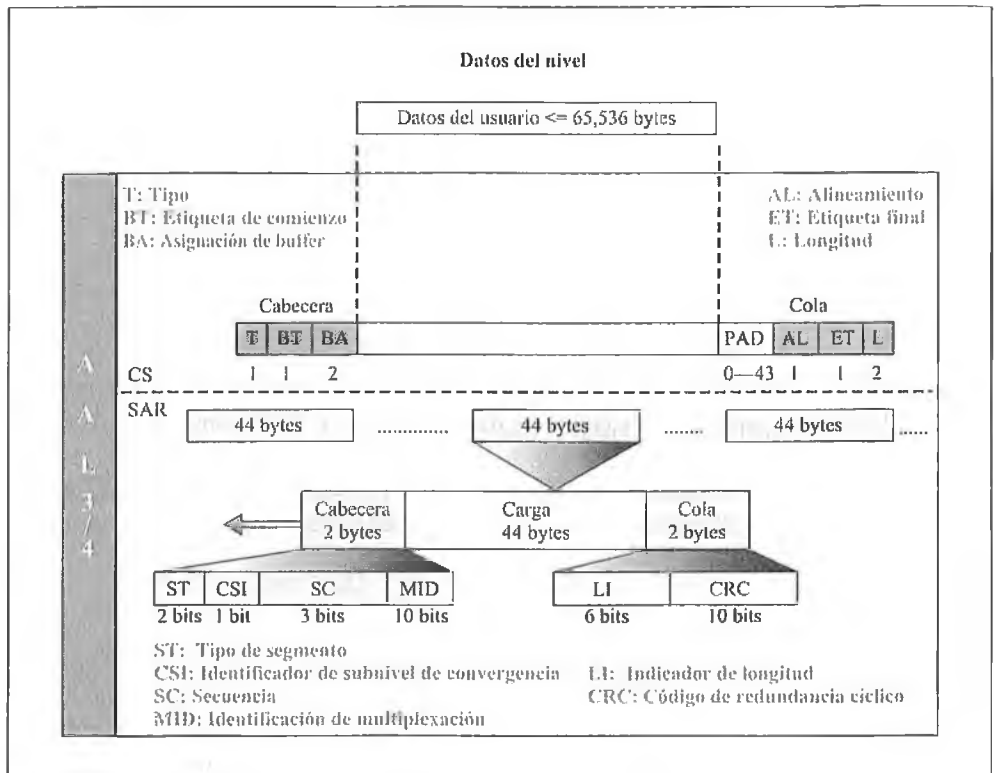 Datos del nivel
Datos del usuario <= 65,536 bytes
T: Tipo
BT: Etiqueta de comienzo
BA: Asignación de buffer
AL: Alineamiento
ET: Etiqueta final
L: Longitud
Cabecera
Cola
T BT BA
PAD AL ET L
CS 1 1 2 0—43 1 1 2
SAR
44 bytes ............. 44 bytes ........ 44 bytes ......
AAL3/4
Cabecera
2 bytes
Carga
44 bytes
Cola
2 bytes
ST CSI SC MID
LI CRC
2 bits 1 bit 3 bits 10 bits
6 bits 10 bits
ST: Tipo de segmento
CSI: Identificador de subnivel de convergencia
SC: Secuencia
MID: Identificación de multiplexación
LI: Indicador de longitud
CRC: Código de redundancia cíclico